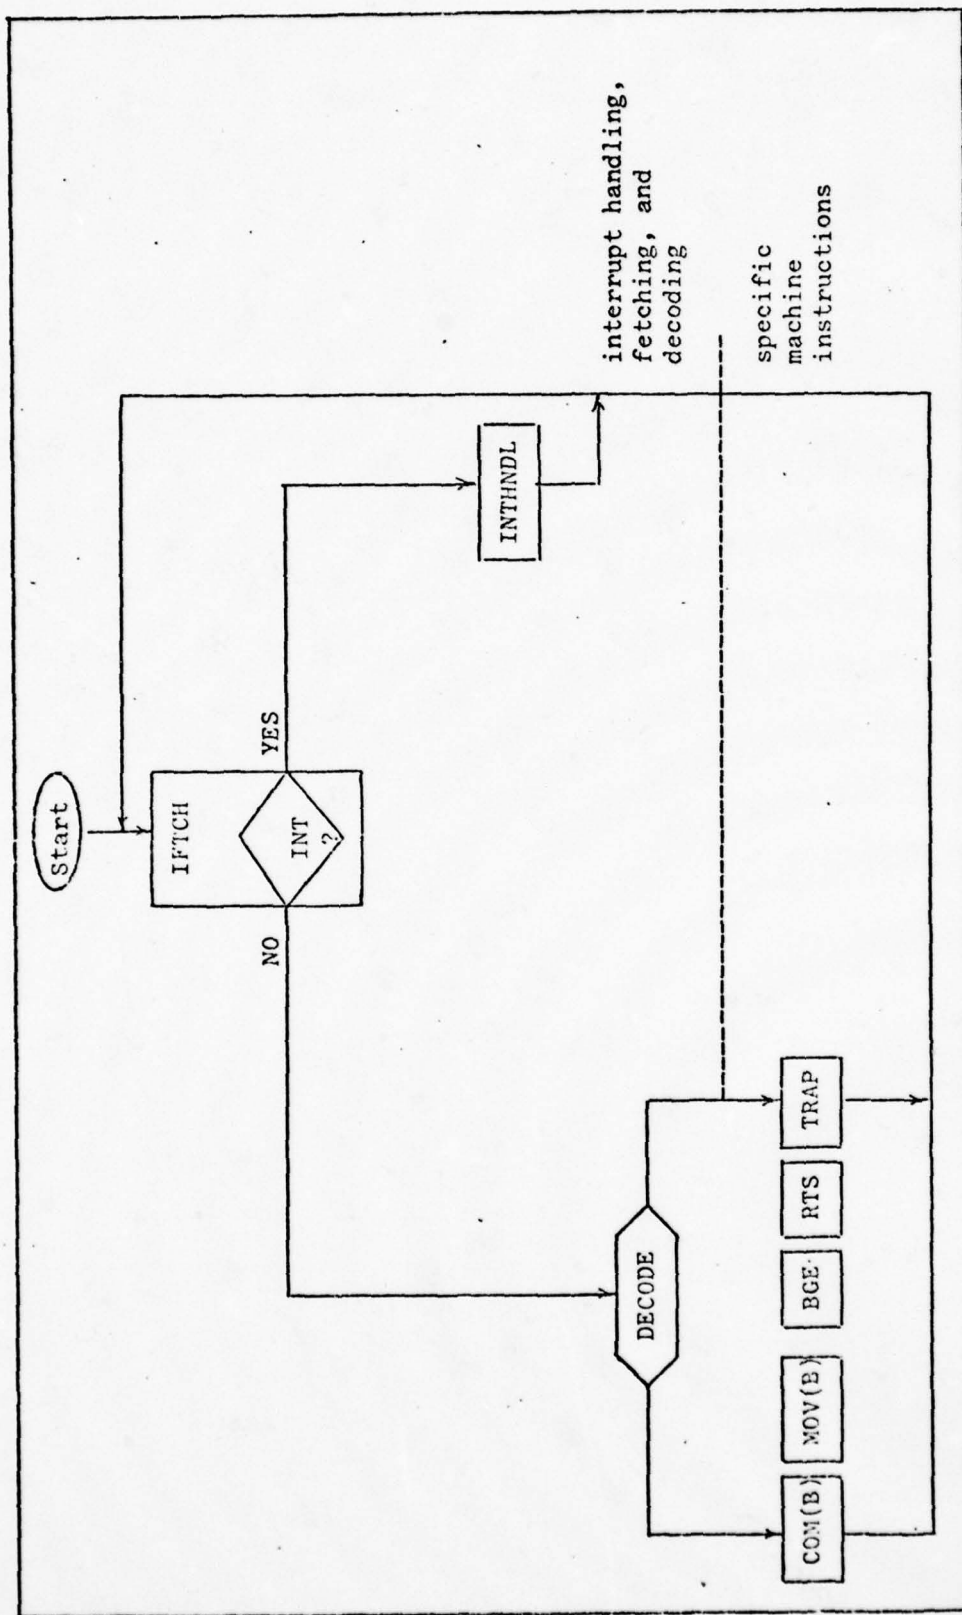 Start
IFTCH
INT
?
NO
YES
INTHNDL
interrupt handling,
fetching, and
decoding
DECODE
specific
machine
instructions
COM(B)
MOV(B)
BGE
RTS
TRAP